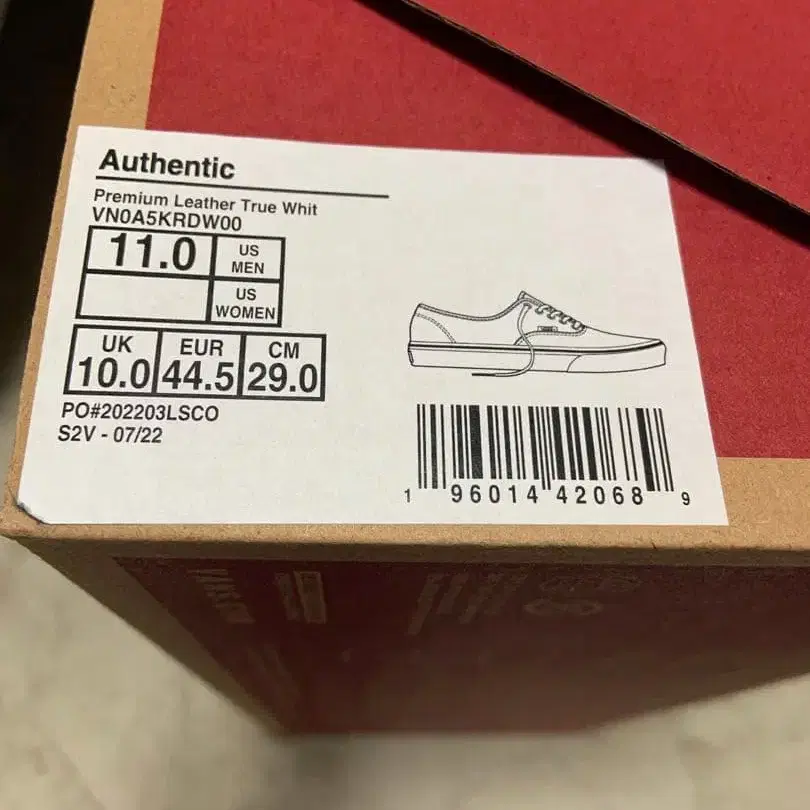 Authentic
Premium Leather True Whit
VN0A5KRDW00
11.0 US MEN
US WOMEN
UK EUR CM
10.0 44.5 29.0
PO#202203LSCO
S2V - 07/22
1 96014 42068 9